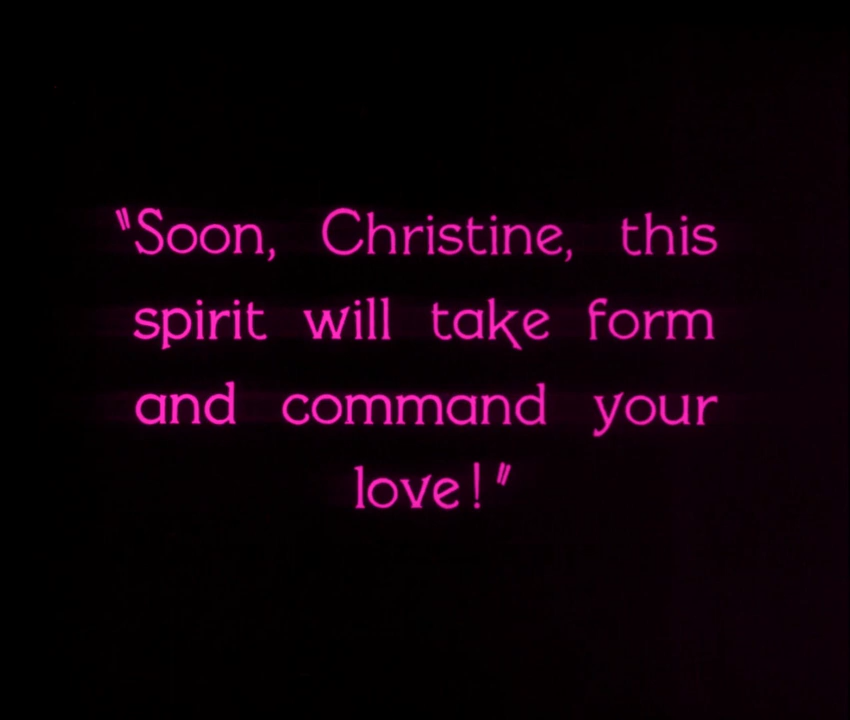 "Soon, Christine, this
spirit will take form
and command your
love!"